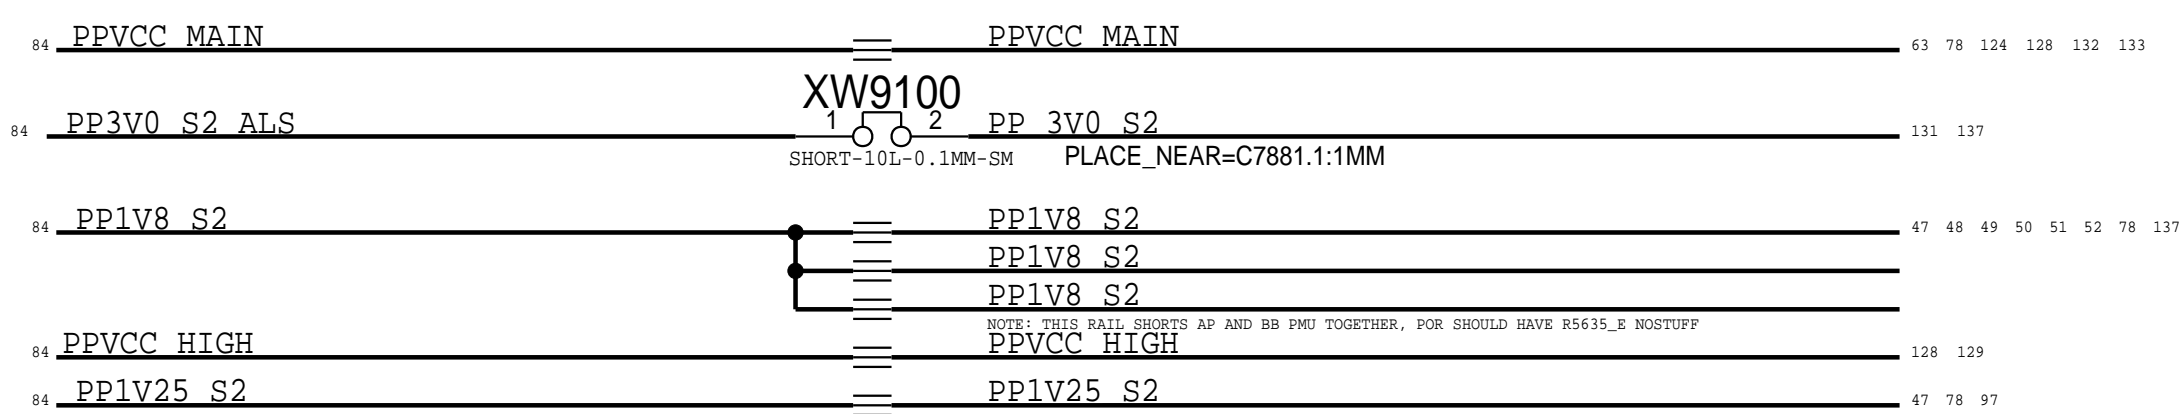 84 PPVCC MAIN PPVCC MAIN 63 78 124 128 132 133
XW9100
84 PP3V0 S2 ALS 1 2 PP 3V0 S2 131 137
SHORT-10L-0.1MM-SM PLACE_NEAR=C7881.1:1MM
84 PP1V8 S2 PP1V8 S2 47 48 49 50 51 52 78 137
PP1V8 S2
PP1V8 S2
NOTE: THIS RAIL SHORTS AP AND BB PMU TOGETHER, POR SHOULD HAVE R5635_E NOSTUFF
84 PPVCC HIGH PPVCC HIGH 128 129
84 PP1V25 S2 PP1V25 S2 47 78 97